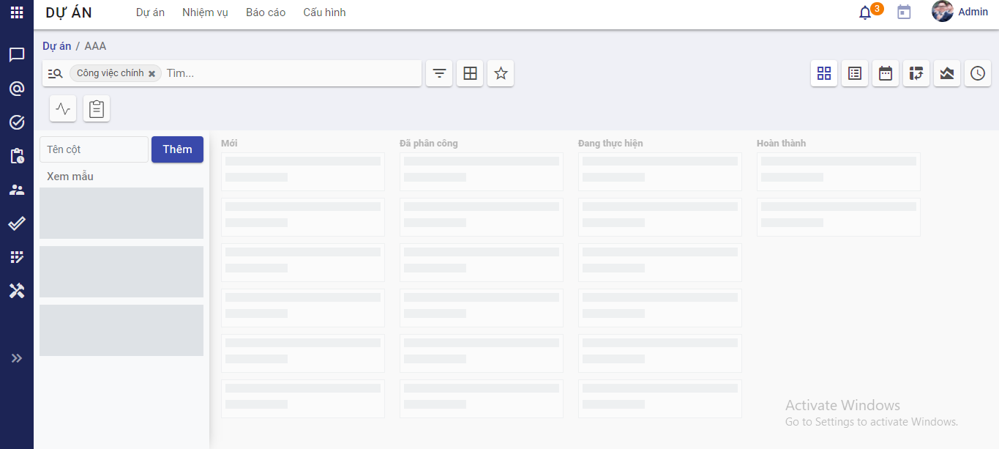 DỰ ÁN Dự án Nhiệm vụ Báo cáo Cấu hình 3 Admin
Dự án / AAA
Công việc chính Tìm...
Tên cột Thêm
Xem mẫu
Mới Đã phân công Đang thực hiện Hoàn thành
Activate Windows
Go to Settings to activate Windows.